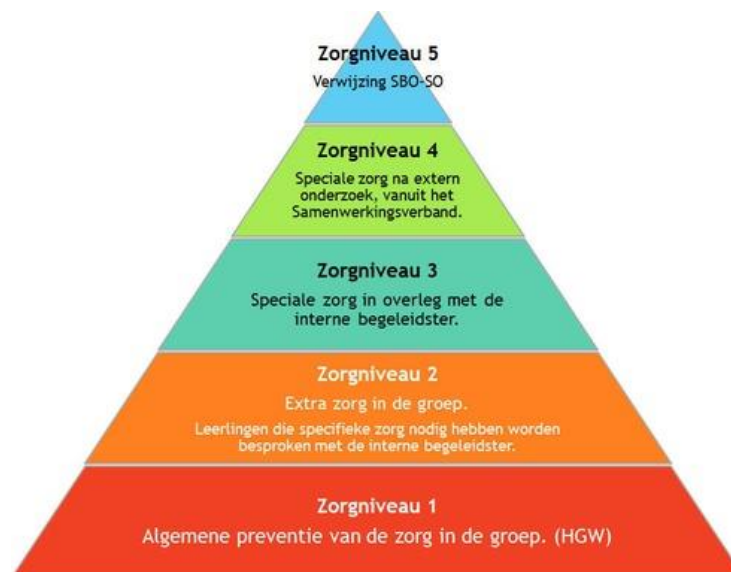 Zorgniveau 5
Verwijzing SBO-SO
Zorgniveau 4
Speciale zorg na extern
onderzoek, vanuit het
Samenwerkingsverband.
Zorgniveau 3
Speciale zorg in overleg met de
interne begeleidster.
Zorgniveau 2
Extra zorg in de groep.
Leerlingen die specifieke zorg nodig hebben worden
besproken met de interne begeleidster.
Zorgniveau 1
Algemene preventie van de zorg in de groep. (HGW)